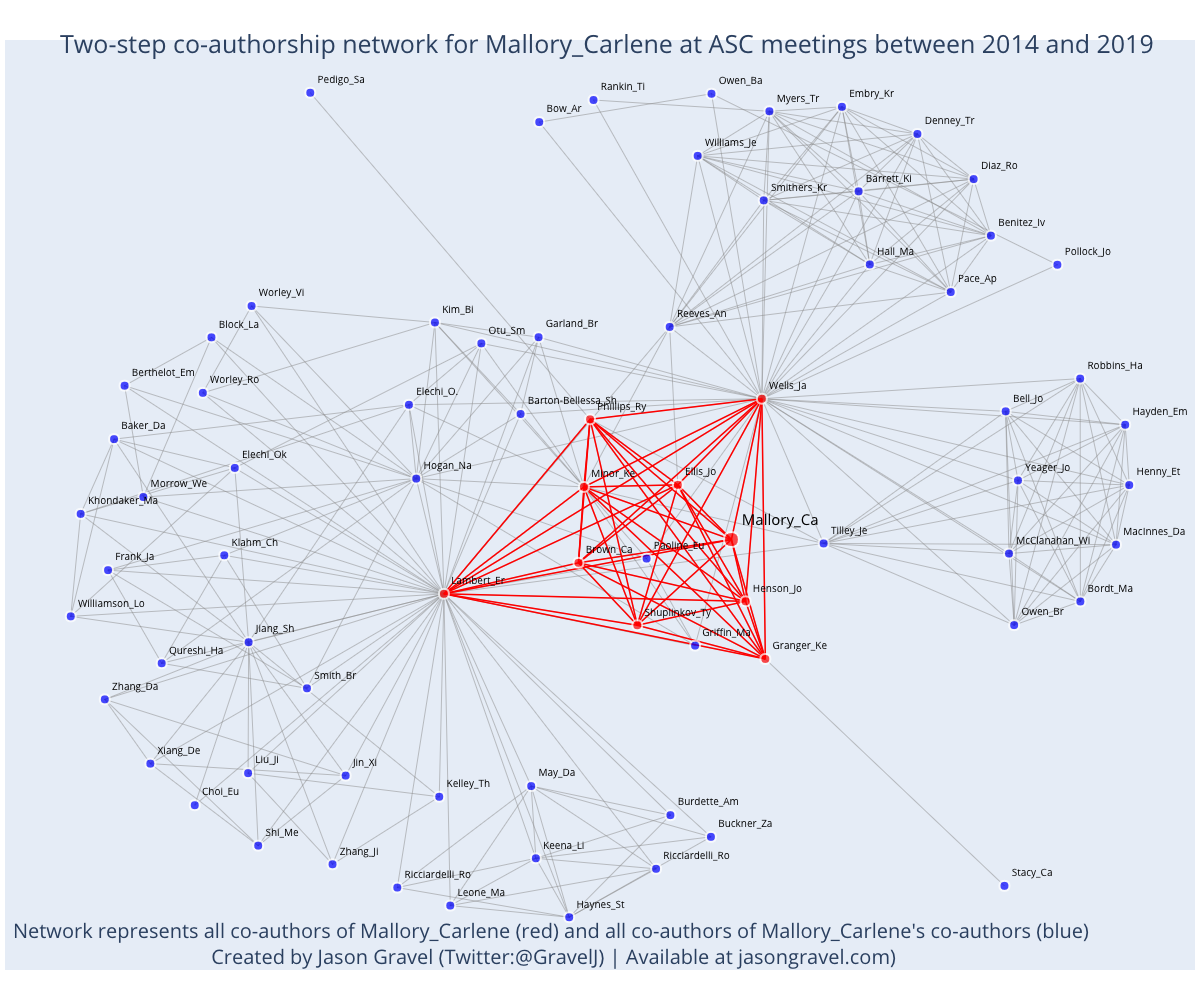 Two-step co-authorship network for Mallory_Carlene at ASC meetings between 2014 and 2019
Pedigo_Sa
Rankin_Ti
Owen_Ba
Bow_Ar
Myers_Tr
Embry_Kr
Denney_Tr
Williams_Je
Diaz_Ro
Barrett_Ki
Smithers_Kr
Benitez_Iv
Hall_Ma
Pollock_Jo
Pace_Ap
Worley_Vi
Kim_Bi
Reeves_An
Block_La
Otu_Sm
Garland_Br
Berthelot_Em
Worley_Ro
Wells_Ja
Robbins_Ha
Elechi_O.
Barton-Bellessa_Sh
Phillips_Ry
Bell_Jo
Hayden_Em
Baker_Da
Elechi_Ok
Hogan_Na
Minor_Ke
Ellis_Jo
Yeager_Jo
Henny_Et
Morrow_We
Khondaker_Ma
Mallory_Ca
Tilley_Je
MacInnes_Da
Klahm_Ch
Frank_Ja
Brown_Ca
Paoline_Eu
McClanahan_Wi
Lambert_Er
Henson_Jo
Bordt_Ma
Williamson_Lo
Shuplinkov_Ty
Owen_Br
Jiang_Sh
Griffin_Ma
Granger_Ke
Qureshi_Ha
Smith_Br
Zhang_Da
Xiang_De
Liu_Ji
Jin_Xi
Choi_Eu
Kelley_Th
May_Da
Burdette_Am
Buckner_Za
Shi_Me
Zhang_Ji
Keena_Li
Ricciardelli_Ro
Ricciardelli_Ro
Leone_Ma
Haynes_St
Stacy_Ca
Network represents all co-authors of Mallory_Carlene (red) and all co-authors of Mallory_Carlene's co-authors (blue)
Created by Jason Gravel (Twitter:@GravelJ) | Available at jasongravel.com)